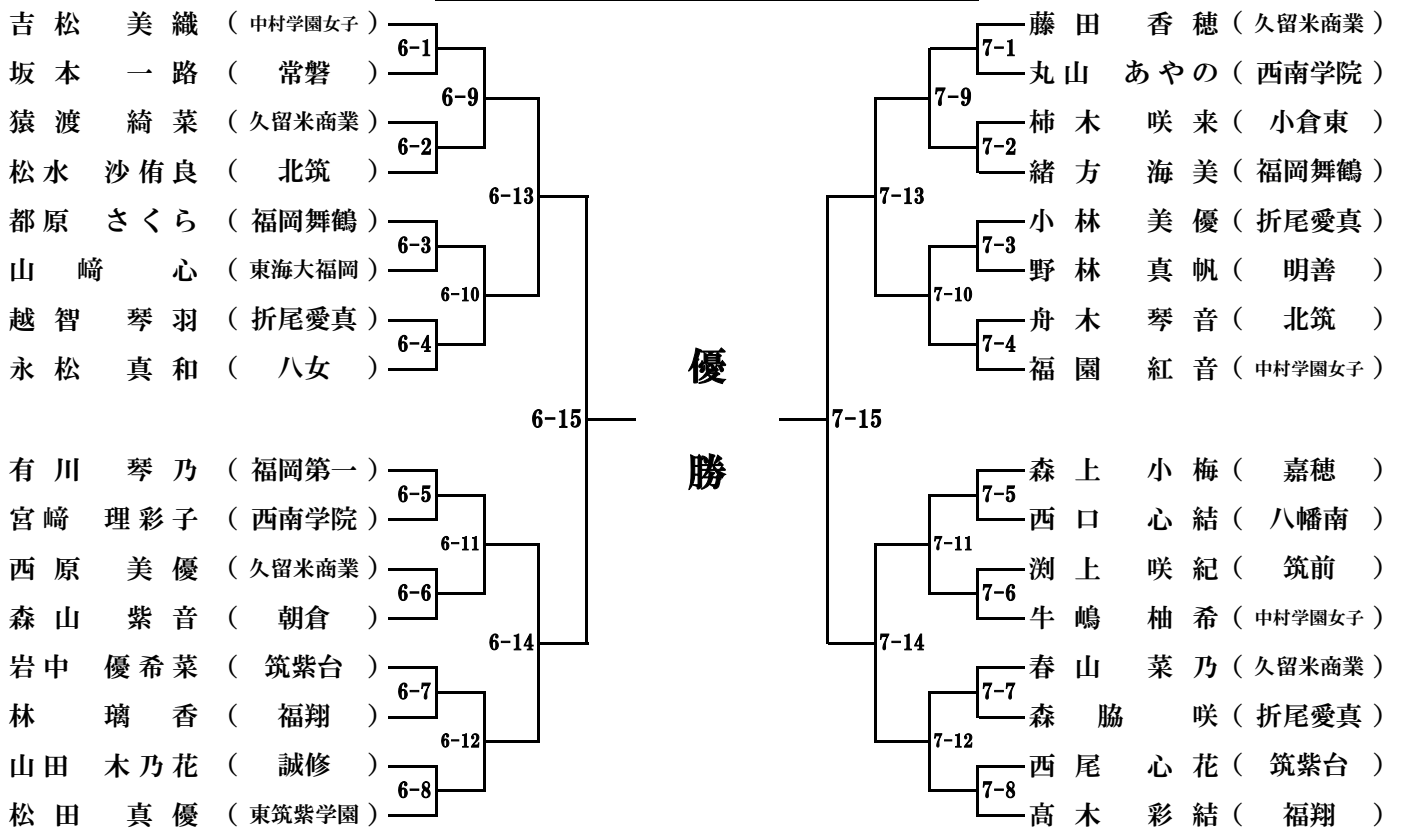 吉松 美織 （ 中村学園女子 ）
6-1
坂本 一路 （ 常磐 ）
6-9
猿渡 綺菜 （ 久留米商業 ）
6-2
松水 沙侑良 （ 北筑 ）
6-13
都原 さくら （ 福岡舞鶴 ）
6-3
山﨑 心 （ 東海大福岡 ）
6-10
越智 琴羽 （ 折尾愛真 ）
6-4
永松 真和 （ 八女 ）
6-15
有川 琴乃 （ 福岡第一 ）
6-5
宮﨑 理彩子 （ 西南学院 ）
6-11
西原 美優 （ 久留米商業 ）
6-6
森山 紫音 （ 朝倉 ）
6-14
岩中 優希菜 （ 筑紫台 ）
6-7
林 璃香 （ 福翔 ）
6-12
山田 木乃花 （ 誠修 ）
6-8
松田 真優 （ 東筑紫学園 ）
優
勝
藤田 香穂 （ 久留米商業 ）
7-1
丸山 あやの （ 西南学院 ）
7-9
柿木 咲来 （ 小倉東 ）
7-2
緒方 海美 （ 福岡舞鶴 ）
7-13
小林 美優 （ 折尾愛真 ）
7-3
野林 真帆 （ 明善 ）
7-10
舟木 琴音 （ 北筑 ）
7-4
福園 紅音 （ 中村学園女子 ）
7-15
森上 小梅 （ 嘉穂 ）
7-5
西口 心結 （ 八幡南 ）
7-11
渕上 咲紀 （ 筑前 ）
7-6
牛嶋 柚希 （ 中村学園女子 ）
7-14
春山 菜乃 （ 久留米商業 ）
7-7
森脇 咲 （ 折尾愛真 ）
7-12
西尾 心花 （ 筑紫台 ）
7-8
髙木 彩結 （ 福翔 ）